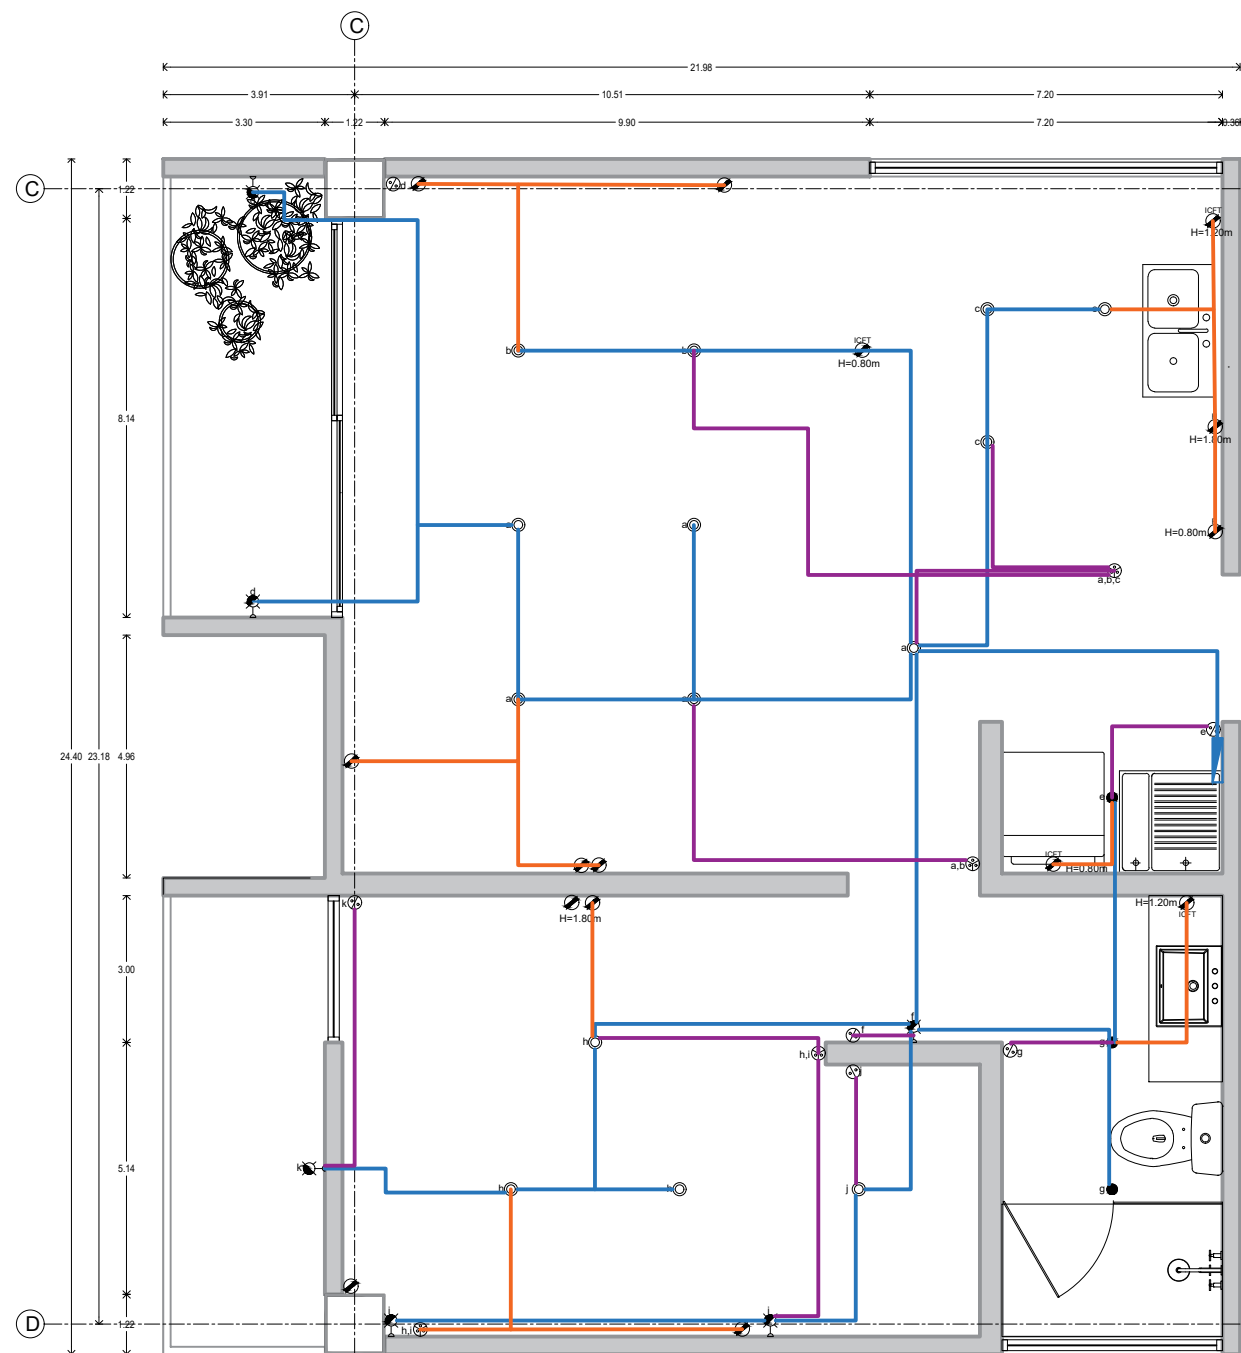 C
21.98
3.91 10.51 7.20
3.30 1.22 9.90 7.20 0.36
C
1.22
d
ICFT
H=1.20m
c
b
b
ICFT
H=0.80m
8.14
H=1.80m
c
H=0.80m
a
a,b,c
d
a
a
a
24.40 23.18 4.96
e
e
a,b
ICFT
H=0.80m
k
H=1.80m
H=1.20m
ICFT
3.00
f
f
h
h,i
g
g
j
5.14
k
h
h
j
g
i
i
D
1.22
h,i